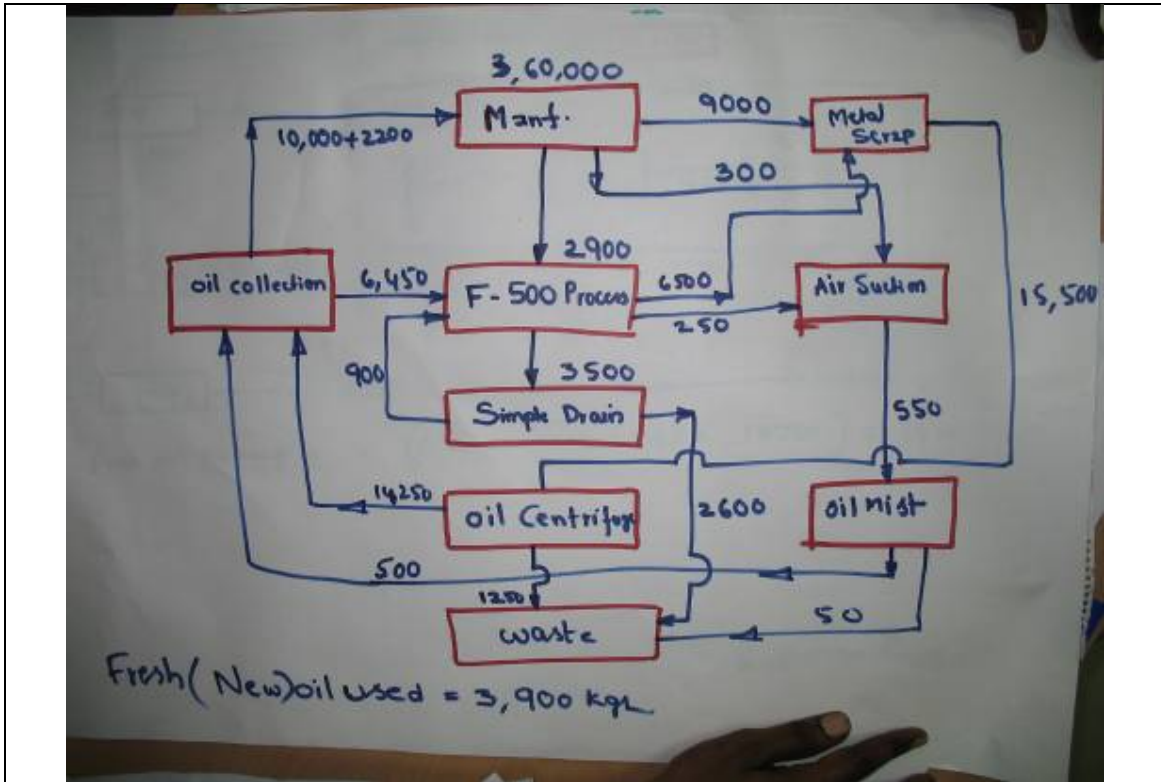 3,60,000
Manf.
9000
Metal
Scrap
10,000+2200
300
2900
oil collection
6,450
F-500 Process
6500
250
Air Suction
15,500
900
3500
Simple Drain
550
14250
oil Centrifuge
2600
oil Mist
500
1250
waste
50
Fresh (New) oil used = 3,900 kgs